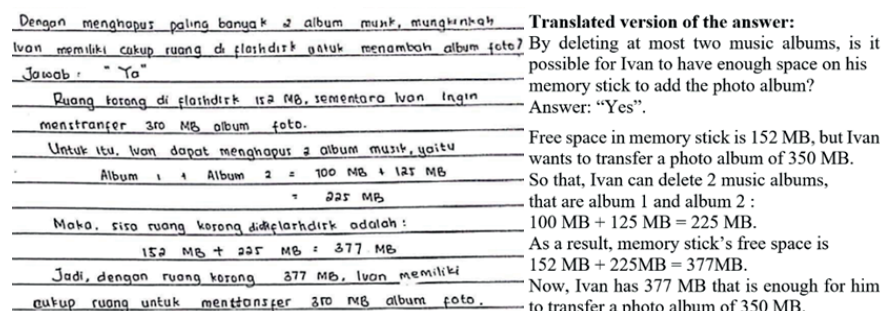 Dengan menghapus paling banyak 2 album musik, mungkinkah
Ivan memiliki cukup ruang di flashdisk untuk menambah album foto?
Jawab : "Ya"
Ruang kosong di flashdisk 152 MB, sementara Ivan Ingin
menstranfer 350 MB album foto.
Untuk itu, Ivan dapat menghapus 2 album musik, yaitu
Album 1 + Album 2 = 100 MB + 125 MB
= 225 MB
Maka, sisa ruang kosong di flashdisk adalah :
152 MB + 225 MB = 377 MB
Jadi, dengan ruang kosong 377 MB, Ivan memiliki
cukup ruang untuk menttansfer 350 MB album foto.
Translated version of the answer:
By deleting at most two music albums, is it
possible for Ivan to have enough space on his
memory stick to add the photo album?
Answer: “Yes”.
Free space in memory stick is 152 MB, but Ivan
wants to transfer a photo album of 350 MB.
So that, Ivan can delete 2 music albums,
that are album 1 and album 2 :
100 MB + 125 MB = 225 MB.
As a result, memory stick’s free space is
152 MB + 225MB = 377MB.
Now, Ivan has 377 MB that is enough for him
to transfer a photo album of 350 MB.